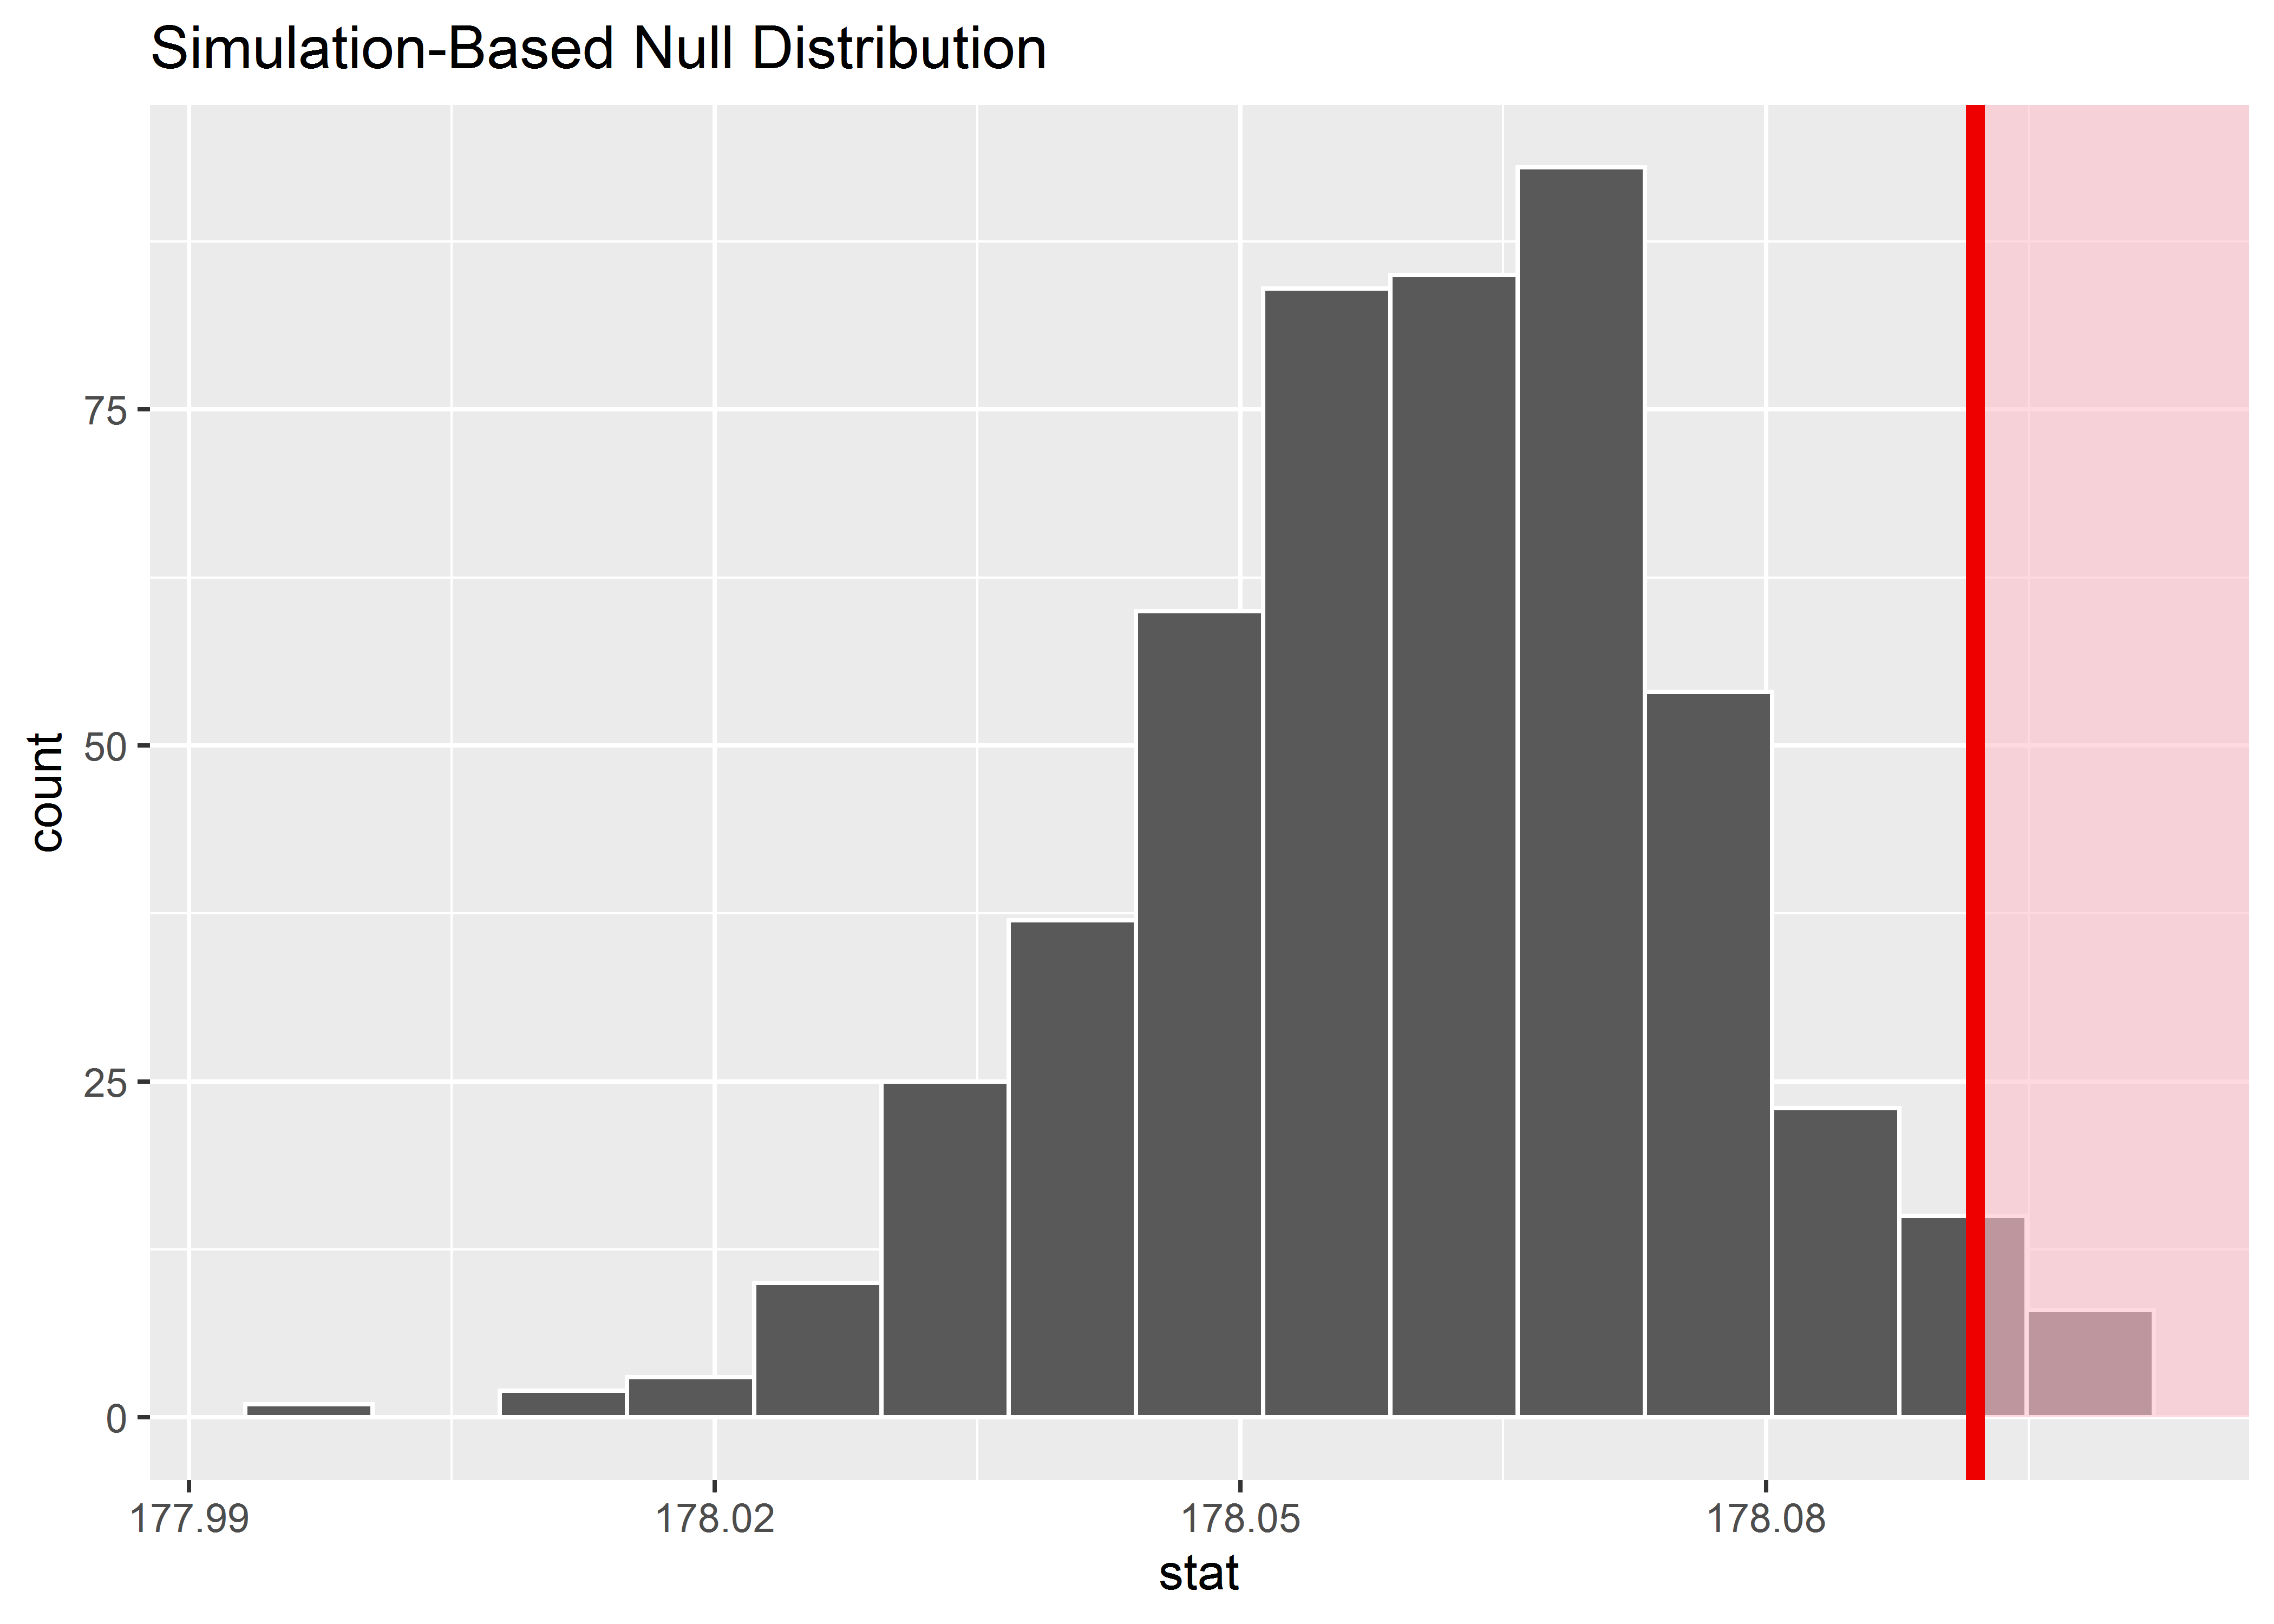 Simulation-Based Null Distribution
count
75
50
25
0
177.99 178.02 178.05 178.08
stat